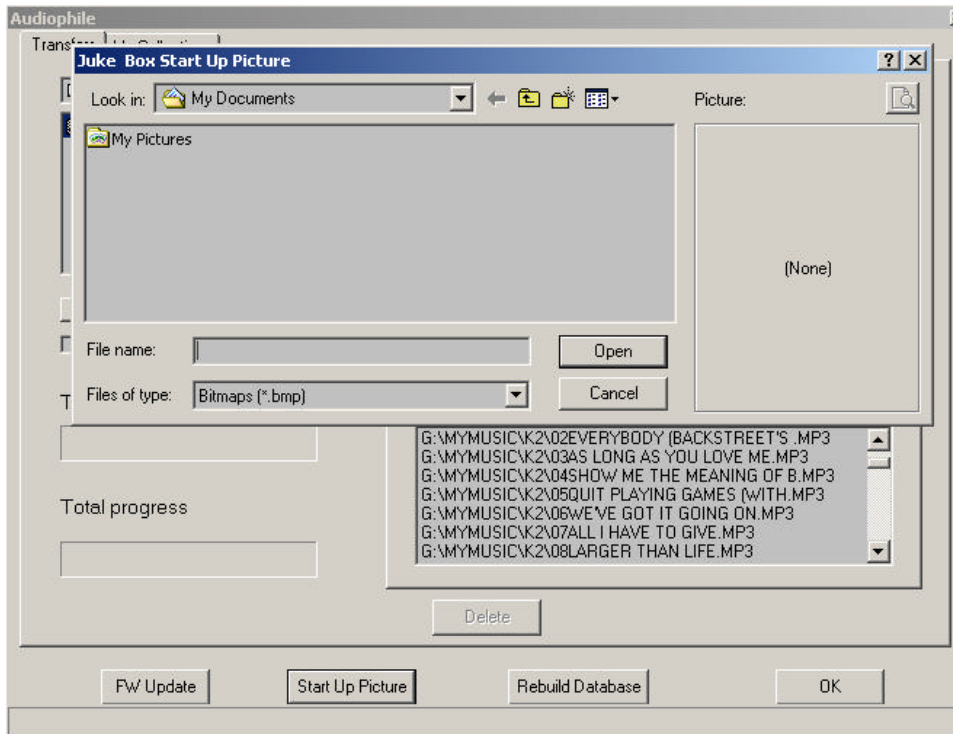 Audiophile
Juke Box Start Up Picture
Look in: My Documents
Picture:
My Pictures
(None)
File name:
Open
Files of type: Bitmaps (*.bmp)
Cancel
G:\MYMUSIC\K2\02EVERYBODY (BACKSTREET'S .MP3
G:\MYMUSIC\K2\03AS LONG AS YOU LOVE ME.MP3
G:\MYMUSIC\K2\04SHOW ME THE MEANING OF B.MP3
G:\MYMUSIC\K2\05QUIT PLAYING GAMES (WITH.MP3
G:\MYMUSIC\K2\06WE'VE GOT IT GOING ON.MP3
G:\MYMUSIC\K2\07ALL I HAVE TO GIVE.MP3
G:\MYMUSIC\K2\08LARGER THAN LIFE.MP3
Total progress
Delete
FW Update
Start Up Picture
Rebuild Database
OK